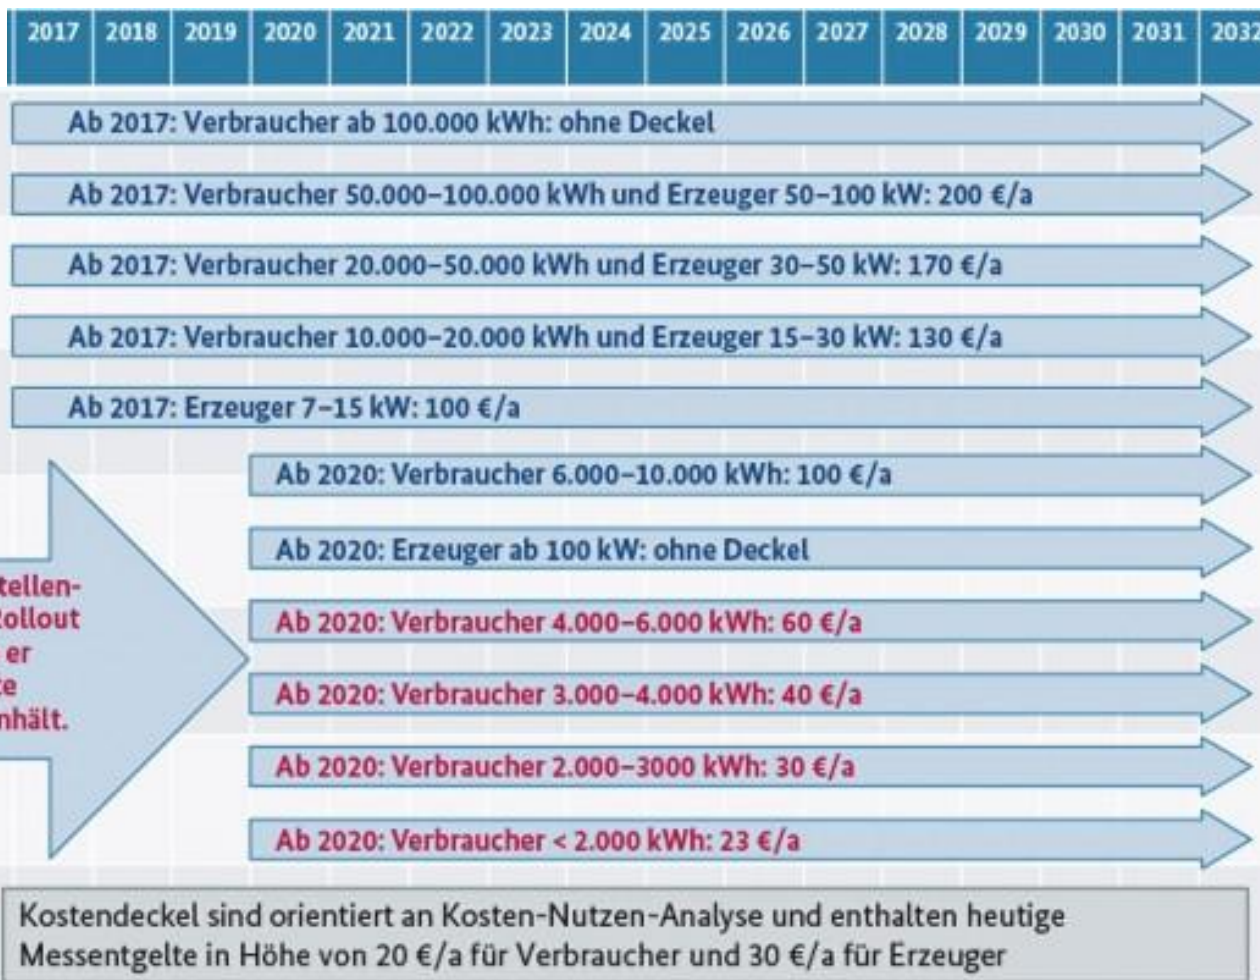 2017 2018 2019 2020 2021 2022 2023 2024 2025 2026 2027 2028 2029 2030 2031 2032
Ab 2017: Verbraucher ab 100.000 kWh: ohne Deckel
Ab 2017: Verbraucher 50.000–100.000 kWh und Erzeuger 50–100 kW: 200 €/a
Ab 2017: Verbraucher 20.000–50.000 kWh und Erzeuger 30–50 kW: 170 €/a
Ab 2017: Verbraucher 10.000–20.000 kWh und Erzeuger 15–30 kW: 130 €/a
Ab 2017: Erzeuger 7–15 kW: 100 €/a
Ab 2020: Verbraucher 6.000–10.000 kWh: 100 €/a
Ab 2020: Erzeuger ab 100 kW: ohne Deckel
tellen-
ollout
er
te
nhält.
Ab 2020: Verbraucher 4.000–6.000 kWh: 60 €/a
Ab 2020: Verbraucher 3.000–4.000 kWh: 40 €/a
Ab 2020: Verbraucher 2.000–3000 kWh: 30 €/a
Ab 2020: Verbraucher < 2.000 kWh: 23 €/a
Kostendeckel sind orientiert an Kosten-Nutzen-Analyse und enthalten heutige
Messentgelte in Höhe von 20 €/a für Verbraucher und 30 €/a für Erzeuger